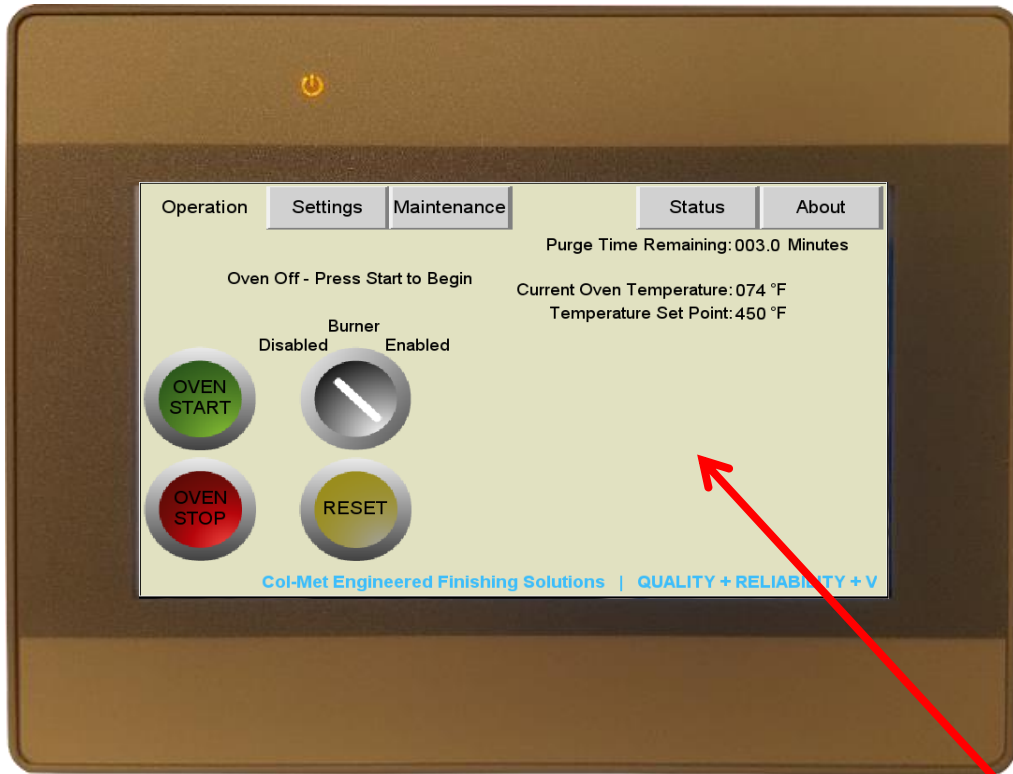 Operation Settings Maintenance Status About
Purge Time Remaining: 003.0 Minutes
Oven Off - Press Start to Begin
Current Oven Temperature: 074 °F
Temperature Set Point: 450 °F
Burner
Disabled Enabled
OVEN
START
OVEN
STOP
RESET
Col-Met Engineered Finishing Solutions | QUALITY + RELIABILITY + V